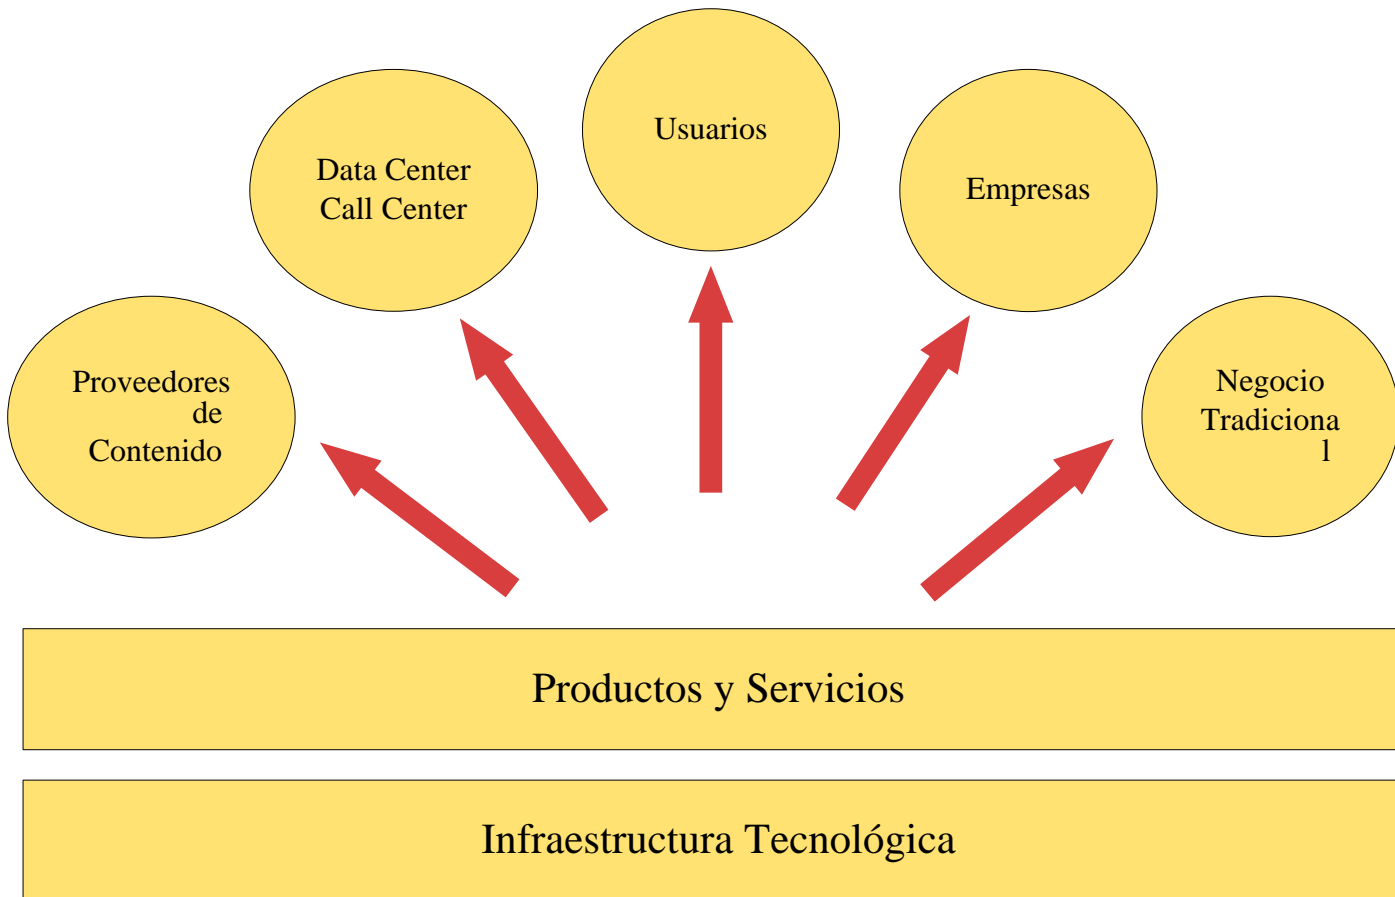 Usuarios
Data Center
Call Center
Empresas
Proveedores
de
Contenido
Negocio
Tradiciona
l
Productos y Servicios
Infraestructura Tecnológica